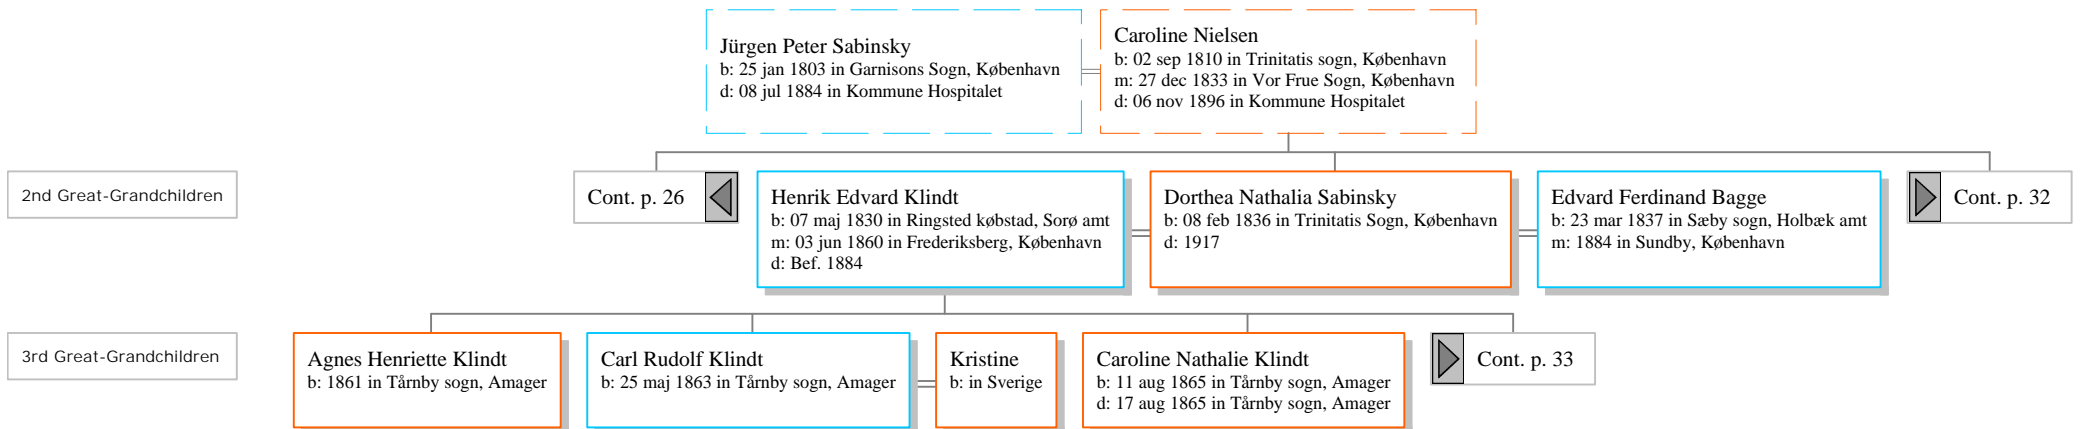 Jürgen Peter Sabinsky
b: 25 jan 1803 in Garnisons Sogn, København
d: 08 jul 1884 in Kommune Hospitalet
Caroline Nielsen
b: 02 sep 1810 in Trinitatis sogn, København
m: 27 dec 1833 in Vor Frue Sogn, København
d: 06 nov 1896 in Kommune Hospitalet
2nd Great-Grandchildren
Cont. p. 26
Henrik Edvard Klindt
b: 07 maj 1830 in Ringsted købstad, Sorø amt
m: 03 jun 1860 in Frederiksberg, København
d: Bef. 1884
Dorthea Nathalia Sabinsky
b: 08 feb 1836 in Trinitatis Sogn, København
d: 1917
Edvard Ferdinand Bagge
b: 23 mar 1837 in Sæby sogn, Holbæk amt
m: 1884 in Sundby, København
Cont. p. 32
3rd Great-Grandchildren
Agnes Henriette Klindt
b: 1861 in Tårnby sogn, Amager
Carl Rudolf Klindt
b: 25 maj 1863 in Tårnby sogn, Amager
Kristine
b: in Sverige
Caroline Nathalie Klindt
b: 11 aug 1865 in Tårnby sogn, Amager
d: 17 aug 1865 in Tårnby sogn, Amager
Cont. p. 33